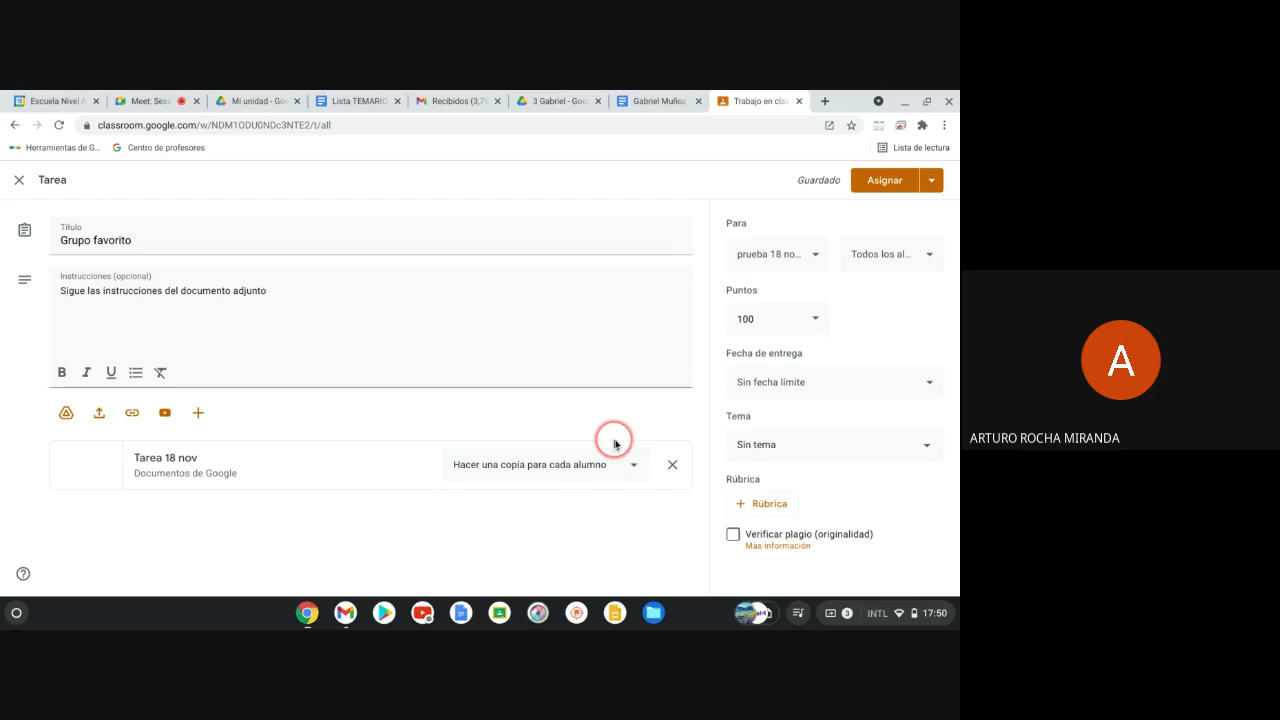 Escuela Nivel A
Meet: Sesi
Mi unidad - Goo
Lista TEMARIO
Recibidos (3,79
3 Gabriel - Goo
Gabriel Muñoz
Trabajo en clas
classroom.google.com/w/NDM1ODU0NDc3NTE2/t/all
Herramientas de G...
Centro de profesores
Lista de lectura
Tarea
Guardado
Asignar
Título
Grupo favorito
Instrucciones (opcional)
Sigue las instrucciones del documento adjunto
B I U
Tarea 18 nov
Documentos de Google
Hacer una copia para cada alumno
Para
prueba 18 no...
Todos los al...
Puntos
100
Fecha de entrega
Sin fecha límite
Tema
Sin tema
Rúbrica
+ Rúbrica
Verificar plagio (originalidad)
Más información
3
INTL
17:50
A
ARTURO ROCHA MIRANDA